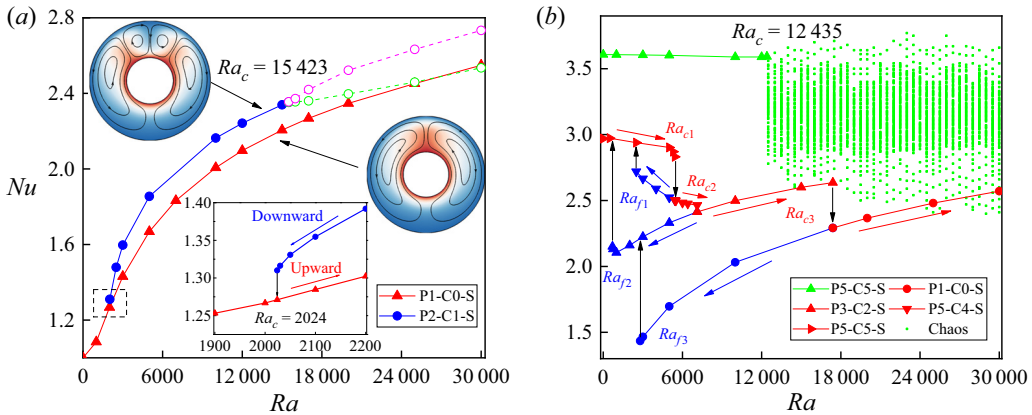 (a)
Nu
3.2
2.8
2.4
2.0
1.6
1.2
Ra_c = 15 423
1.40
1.35
1.30
1.25
Downward
Upward
Ra_c = 2024
1900
2000
2100
2200
P1-C0-S
P2-C1-S
0
6000
12 000
18 000
24 000
30 000
Ra
(b)
Ra_c = 12 435
3.5
3.0
2.5
2.0
1.5
Ra_c1
Ra_c2
Ra_c3
Ra_f1
Ra_f2
Ra_f3
P5-C5-S
P1-C0-S
P3-C2-S
P5-C4-S
P5-C5-S
Chaos
0
6000
12 000
18 000
24 000
30 000
Ra